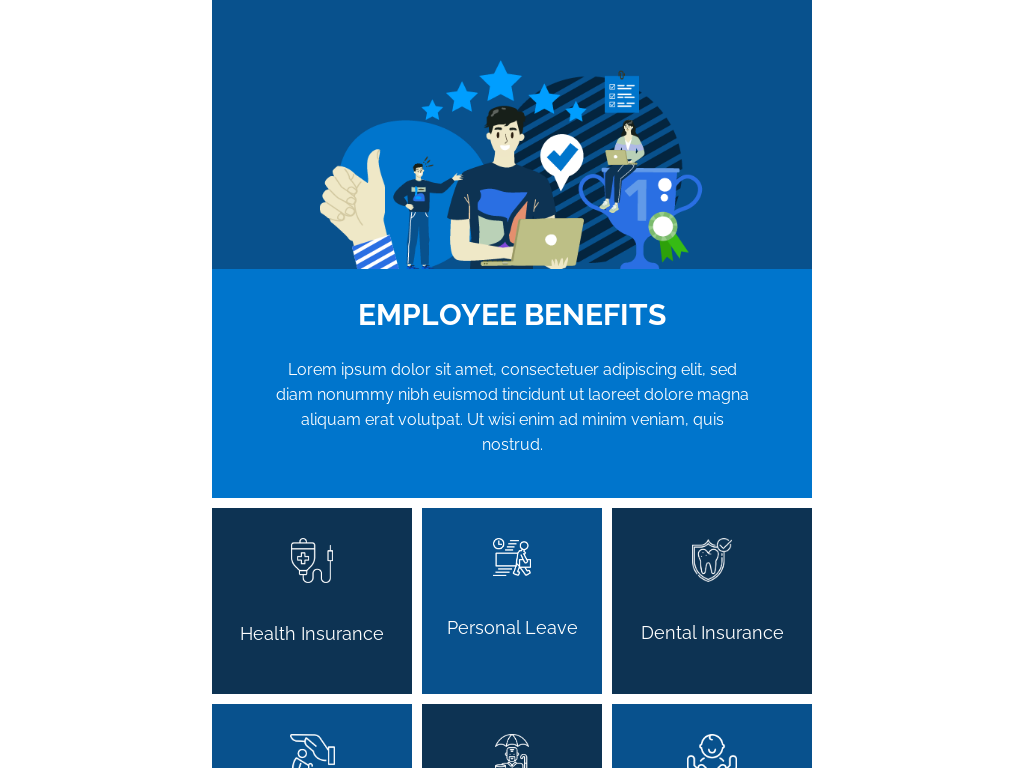 1
EMPLOYEE BENEFITS
Lorem ipsum dolor sit amet, consectetuer adipiscing elit, sed
diam nonummy nibh euismod tincidunt ut laoreet dolore magna
aliquam erat volutpat. Ut wisi enim ad minim veniam, quis
nostrud.
Health Insurance
Personal Leave
Dental Insurance